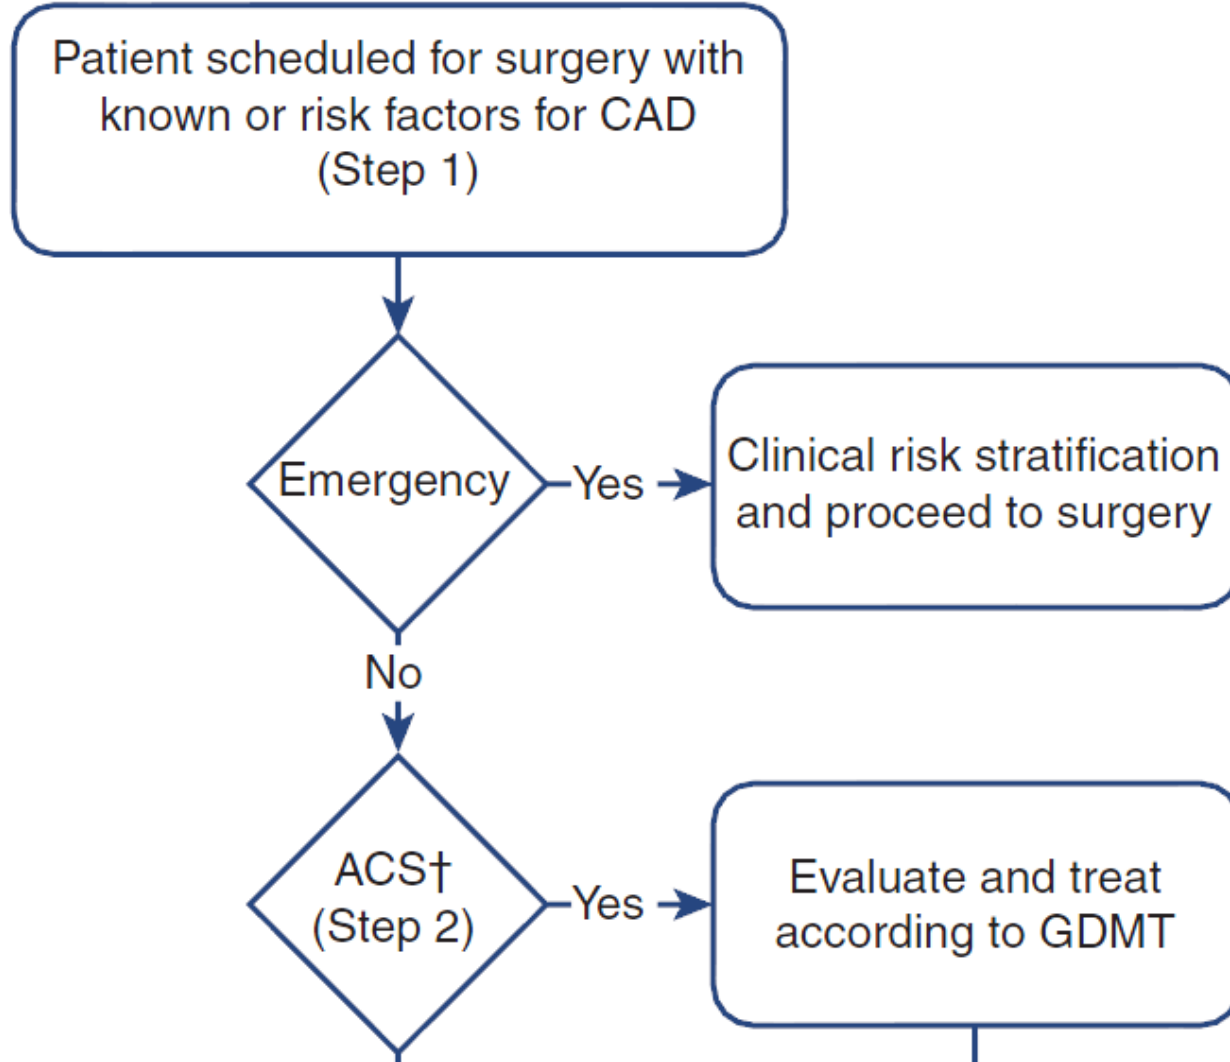 Patient scheduled for surgery with
known or risk factors for CAD
(Step 1)
Emergency
Yes
Clinical risk stratification
and proceed to surgery
No
ACS†
(Step 2)
Yes
Evaluate and treat
according to GDMT